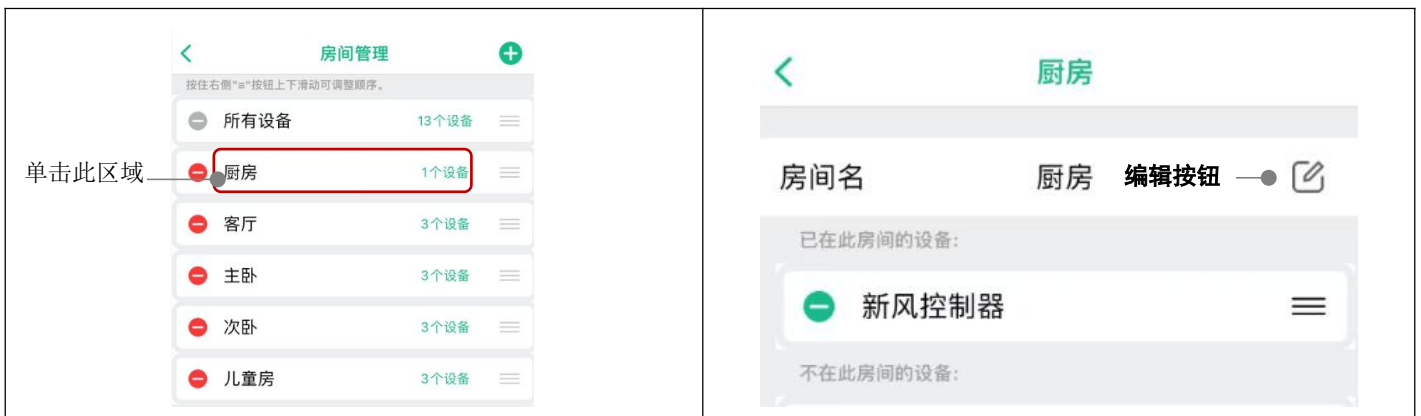 房间管理
按住右侧"≡"按钮上下滑动可调整顺序。
所有设备 13个设备
单击此区域 厨房 1个设备
客厅 3个设备
主卧 3个设备
次卧 3个设备
儿童房 3个设备
厨房
房间名 厨房 编辑按钮
已在此房间的设备:
新风控制器
不在此房间的设备: